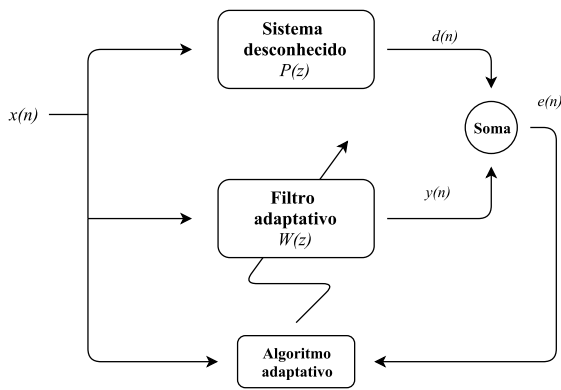 Sistema
desconhecido
P(z)
d(n)
x(n)
e(n)
Soma
Filtro
adaptativo
W(z)
y(n)
Algoritmo
adaptativo